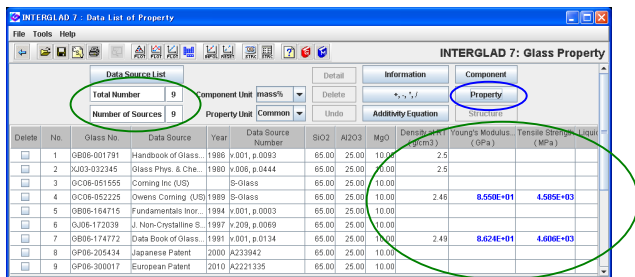 INTERGLAD 7 : Data List of Property
File Tools Help
INTERGLAD 7: Glass Property
Data Source List Detail Information Component
Total Number 9 Component Unit mass% Delete +, -, *, / Property
Number of Sources 9 Property Unit Common Undo Additivity Equation Structure
Delete No. Glass No. Data Source Year Data Source Number SiO2 Al2O3 MgO Density at RT (g/cm3) Young's Modulus... (GPa) Tensile Strength (MPa) Liquid
1 GB06-001791 Handbook of Glass... 1986 v.001, p.0093 65.00 25.00 10.00 2.5
2 XJ03-032345 Glass Phys. & Che... 1980 v.006, p.0444 65.00 25.00 10.00 2.5
3 GC06-051555 Corning Inc (US) S-Glass 65.00 25.00 10.00
4 GC06-052225 Owens Corning (US) 1989 S-Glass 65.00 25.00 10.00 2.46 8.550E+01 4.585E+03
5 GB06-164715 Fundamentals Inor... 1994 v.001, p.0003 65.00 25.00 10.00
6 GJ06-172039 J. Non-Crystalline S... 1997 v.209, p.0069 65.00 25.00 10.00
7 GB06-174772 Data Book of Glass... 1991 v.001, p.0134 65.00 25.00 10.00 2.49 8.624E+01 4.606E+03
8 GP06-205434 Japanese Patent 2000 A233942 65.00 25.00 10.00
9 GP06-300017 European Patent 2010 A2221335 65.00 25.00 10.00